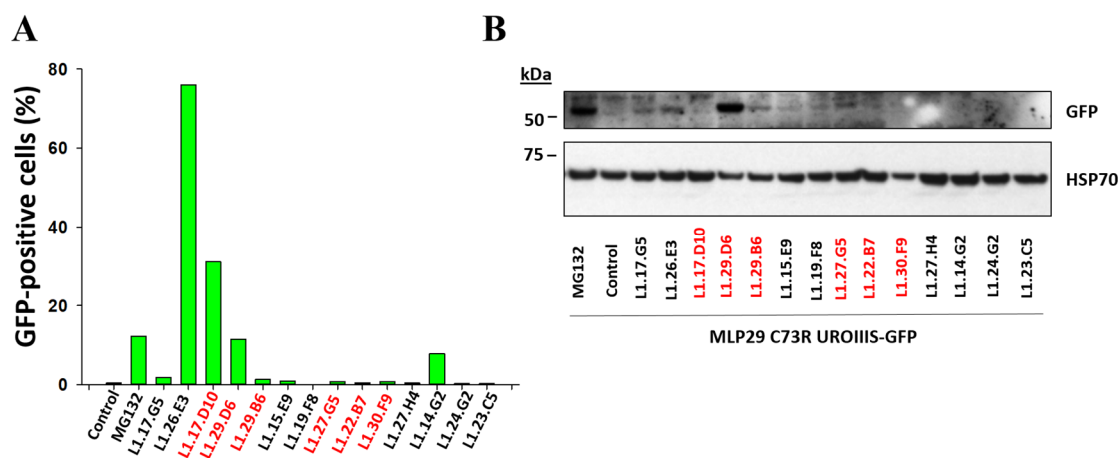 A
GFP-positive cells (%)
80
60
40
20
0
Control
MG132
L1.17.G5
L1.26.E3
L1.17.D10
L1.29.D6
L1.29.B6
L1.15.E9
L1.19.F8
L1.27.G5
L1.22.B7
L1.30.F9
L1.27.H4
L1.14.G2
L1.24.G2
L1.23.C5
B
kDa
50
75
GFP
HSP70
MG132
Control
L1.17.G5
L1.26.E3
L1.17.D10
L1.29.D6
L1.29.B6
L1.15.E9
L1.19.F8
L1.27.G5
L1.22.B7
L1.30.F9
L1.27.H4
L1.14.G2
L1.24.G2
L1.23.C5
MLP29 C73R UROIIIS-GFP